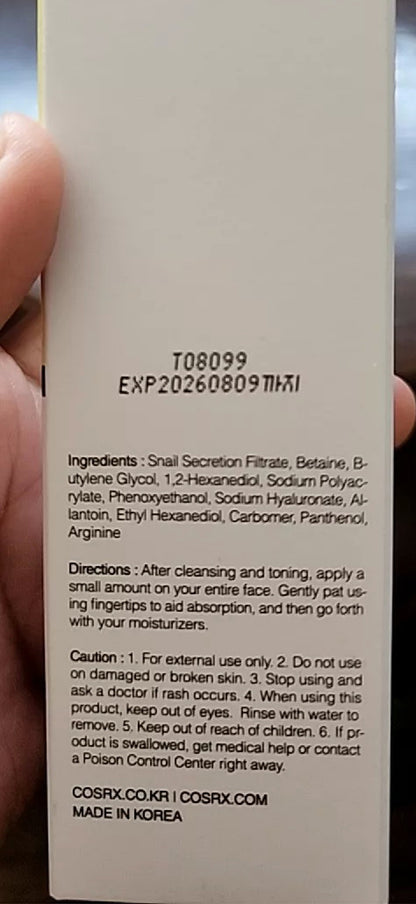 T08099
EXP20260809까지
Ingredients : Snail Secretion Filtrate, Betaine, B-
utylene Glycol, 1,2-Hexanediol, Sodium Polyac-
rylate, Phenoxyethanol, Sodium Hyaluronate, Al-
lantoin, Ethyl Hexanediol, Carbomer, Panthenol,
Arginine
Directions : After cleansing and toning, apply a
small amount on your entire face. Gently pat us-
ing fingertips to aid absorption, and then go forth
with your moisturizers.
Caution : 1. For external use only. 2. Do not use
on damaged or broken skin. 3. Stop using and
ask a doctor if rash occurs. 4. When using this
product, keep out of eyes. Rinse with water to
remove. 5. Keep out of reach of children. 6. If pr-
oduct is swallowed, get medical help or contact
a Poison Control Center right away.
COSRX.CO.KR | COSRX.COM
MADE IN KOREA